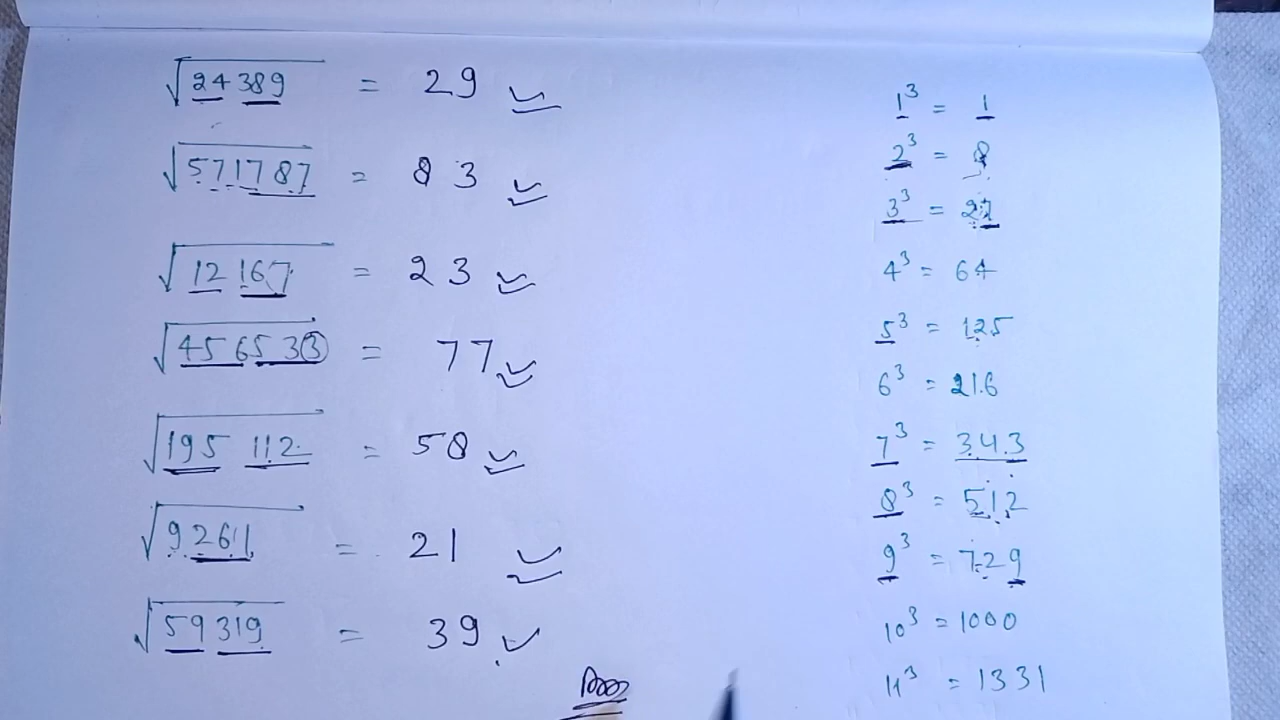 √24389 = 29
√571787 = 83
√12167 = 23
√456533 = 77
√195112 = 58
√9261 = 21
√59319 = 39
1³ = 1
2³ = 8
3³ = 27
4³ = 64
5³ = 125
6³ = 216
7³ = 343
8³ = 512
9³ = 729
10³ = 1000
11³ = 1331